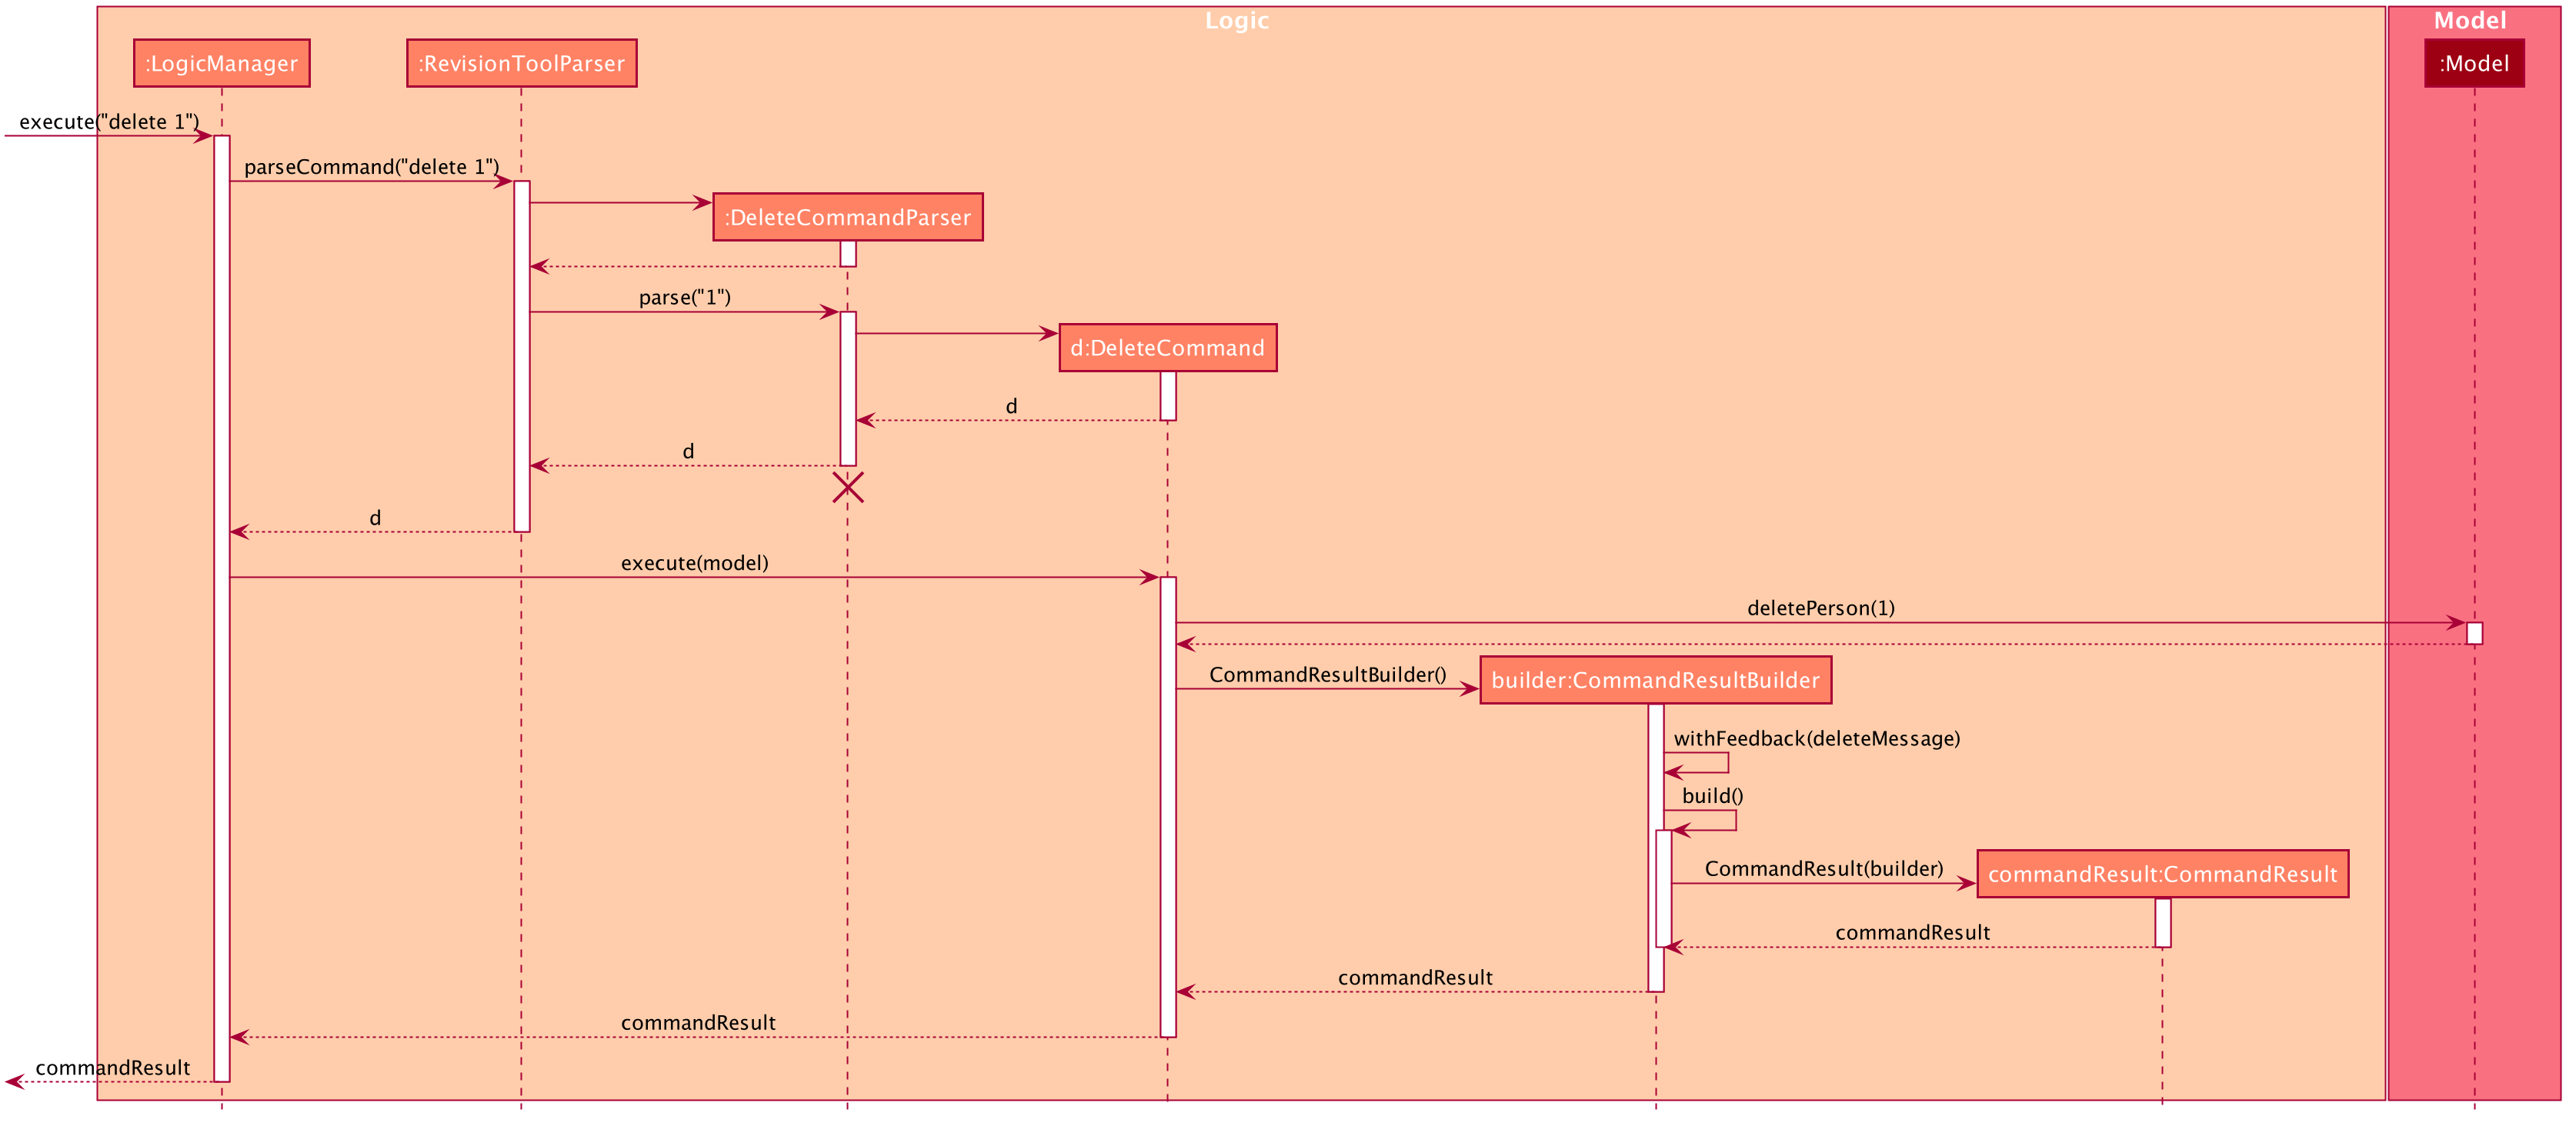 Logic
Model
:LogicManager
:RevisionToolParser
:Model
execute("delete 1")
parseCommand("delete 1")
:DeleteCommandParser
parse("1")
d:DeleteCommand
d
d
d
execute(model)
deletePerson(1)
CommandResultBuilder()
builder:CommandResultBuilder
withFeedback(deleteMessage)
build()
CommandResult(builder)
commandResult:CommandResult
commandResult
commandResult
commandResult
commandResult